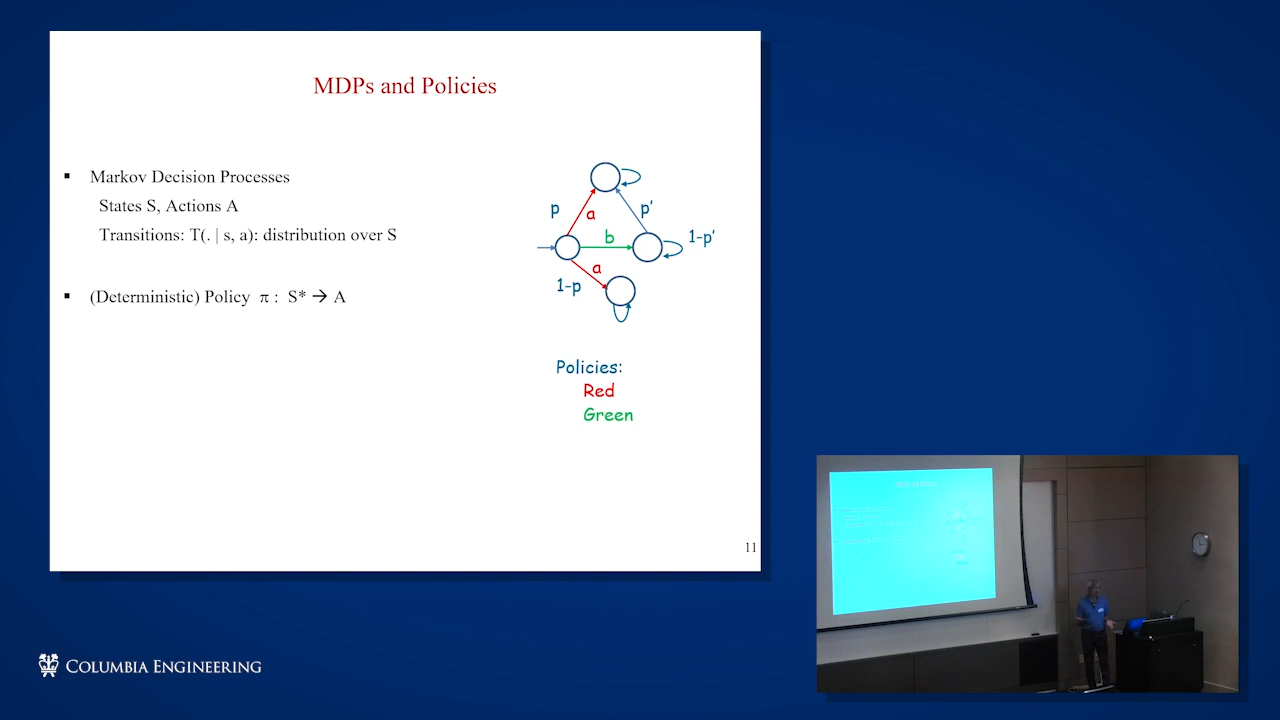 MDPs and Policies
▪ Markov Decision Processes
States S, Actions A
Transitions: T(. | s, a): distribution over S
▪ (Deterministic) Policy π : S* → A
p
a
p'
b
1-p'
a
1-p
Policies:
Red
Green
11
COLUMBIA ENGINEERING